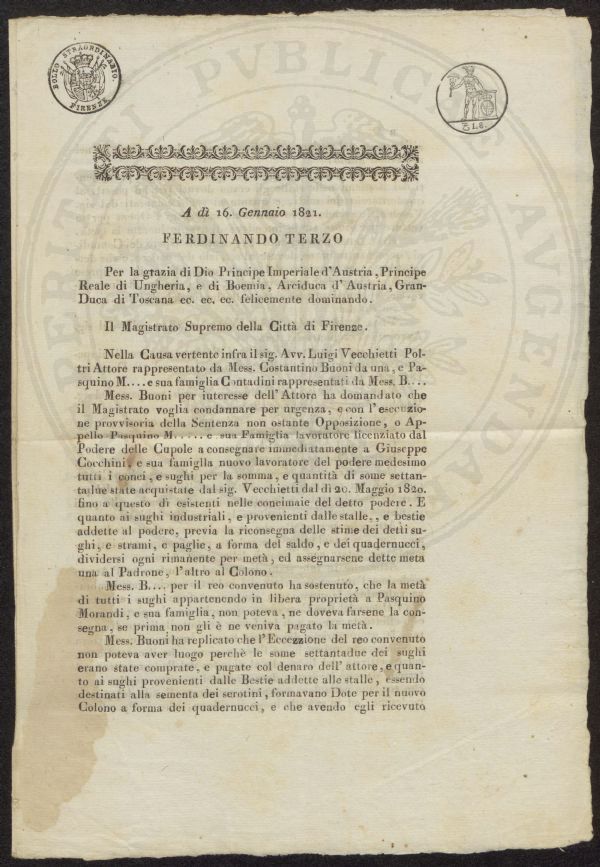 BOLLO STRAORDINARIO.
FIRENZE
PERITI PVBLICAE AVGENDAE
3 I.6.
A dì 16. Gennaio 1821.
FERDINANDO TERZO
Per la grazia di Dio Principe Imperiale d'Austria, Principe
Reale di Ungheria, e di Boemia, Arciduca d'Austria, Gran-
Duca di Toscana ec. ec. ec. felicemente dominando.
Il Magistrato Supremo della Città di Firenze.
Nella Causa vertente infra il sig. Avv. Luigi Vecchietti Pol-
tri Attore rappresentato da Mess. Costantino Buoni da una, e Pa-
squino M.... e sua famiglia Contadini rappresentati da Mess. B....
Mess. Buoni per interesse dell'Attore ha domandato che
il Magistrato voglia condannare per urgenza, e con l'esecuzio-
ne provvisoria della Sentenza non ostante Opposizione, o Ap-
pello Pasquino M...... e sua Famiglia lavoratore licenziato dal
Podere delle Cupole a consegnare immediatamente a Giuseppe
Cocchini, e sua famiglla nuovo lavoratore del podere medesimo
tutti i conci, e sughi per la somma, e quantità di some settan-
tadue state acquistate dal sig. Vecchietti dal dì 20. Maggio 1820.
fino a questo dì esistenti nelle concimaie del detto podere. E
quanto ai sughi industriali, e provenienti dalle stalle,, e bestie
addette al podere, previa la riconsegna delle stime dei detti su-
ghi, e strami, e paglie, a forma del saldo, e dei quadernucci,
dividersi ogni rimanente per metà, ed assegnarsene dette metà
una al Padrone, l'altro al Colono.
Mess. B.... per il reo convenuto ha sostenuto, che la metà
di tutti i sughi appartenendo in libera proprietà a Pasquino
Morandi, e sua famiglia, non poteva, ne doveva farsene la con-
segna, se prima non gli è ne veniva pagato la metà.
Mess. Buoni ha replicato che l'Eccezzione del reo convenuto
non poteva aver luogo perchè le some settantadue dei sughi
erano state comprate, e pagate col denaro dell'attore, e quan-
to ai sughi provenienti dalle Bestie addette alle stalle, essendo
destinati alla sementa dei serotini, formavano Dote per il nuovo
Colono a forma dei quadernucci, e che avendo egli ricevuto